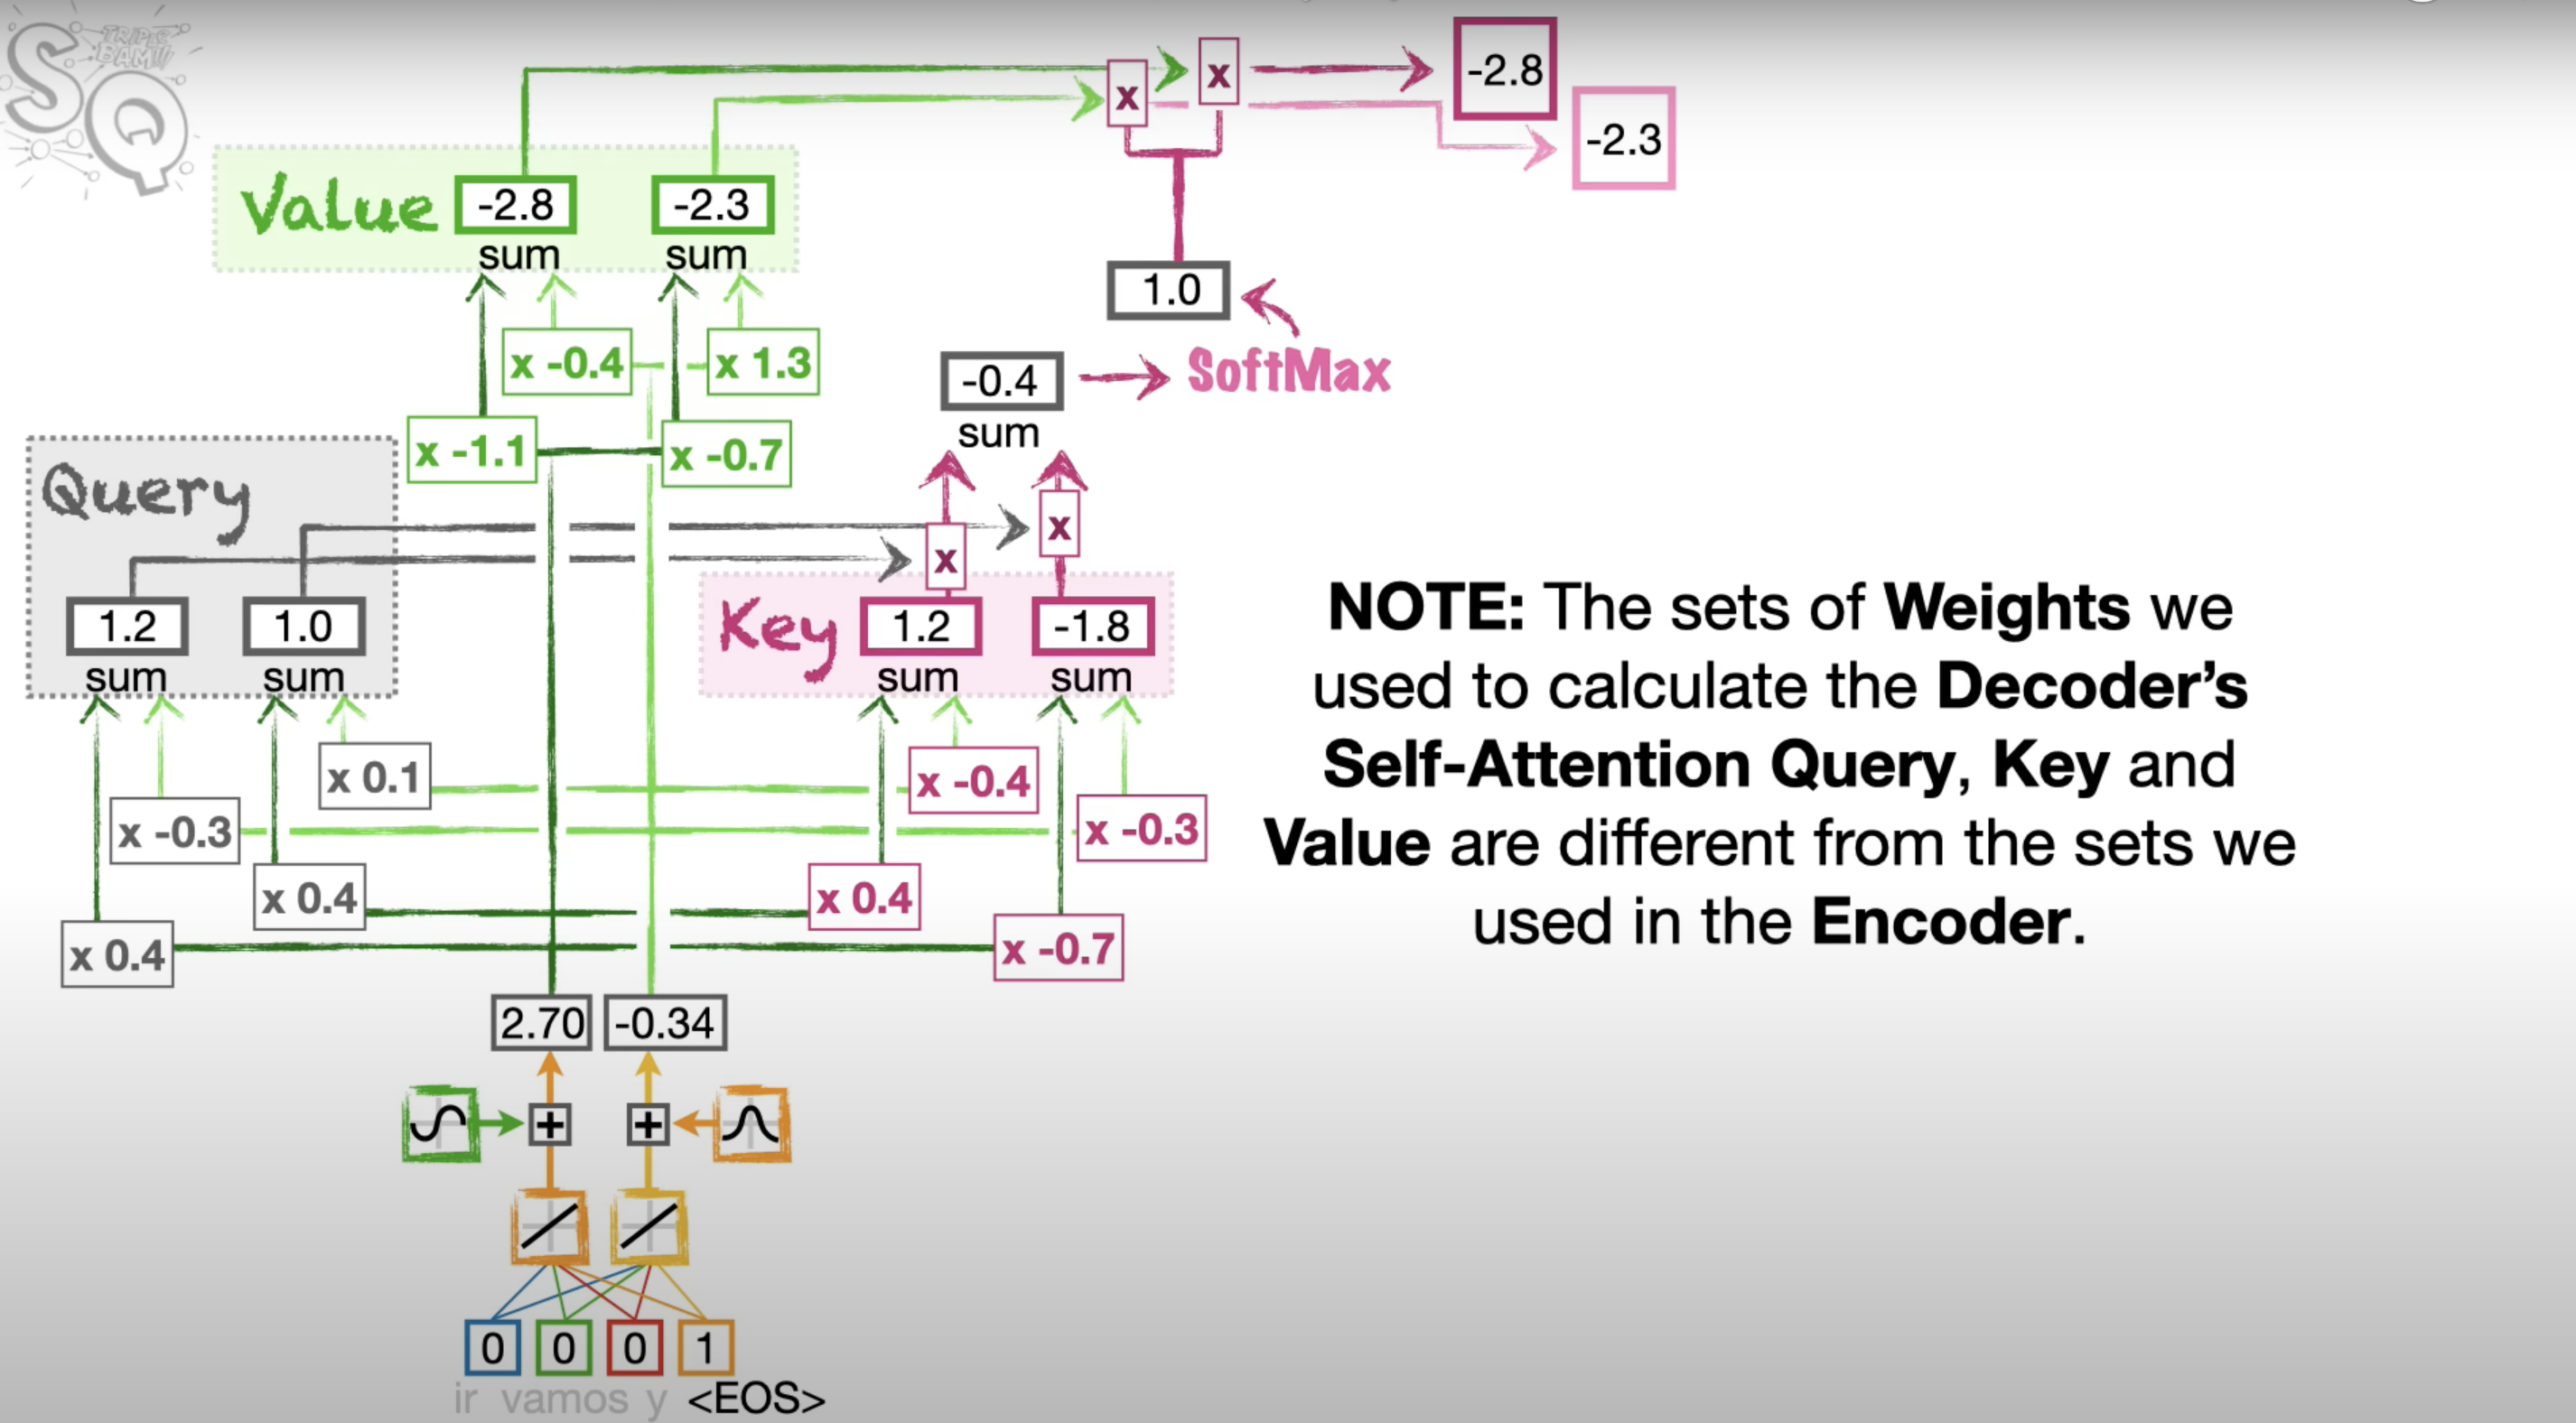 SQ
TRIPLE
BAM!!!
x
x
-2.8
-2.3
Value
-2.8
-2.3
sum
sum
1.0
SoftMax
x -0.4
x 1.3
-0.4
sum
x -1.1
x -0.7
Query
x
x
1.2
1.0
sum
sum
Key
1.2
-1.8
sum
sum
x 0.1
x -0.3
x 0.4
x 0.4
x -0.4
x -0.3
x 0.4
x -0.7
2.70
-0.34
+
+
0
0
0
1
ir vamos y <EOS>
NOTE: The sets of Weights we
used to calculate the Decoder’s
Self-Attention Query, Key and
Value are different from the sets we
used in the Encoder.